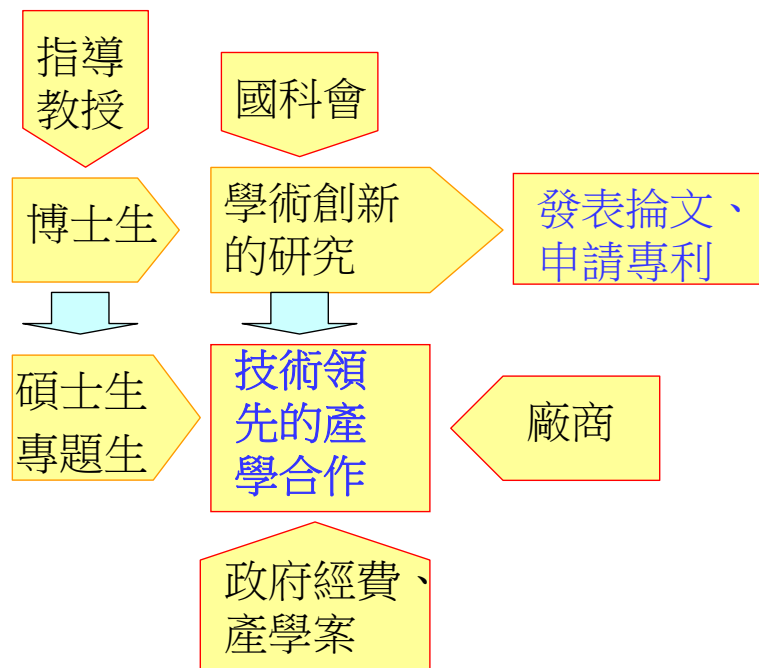 指導
教授
國科會
博士生
學術創新
的研究
發表掄文、
申請專利
碩士生
專題生
技術領
先的產
學合作
廠商
政府經費、
產學案